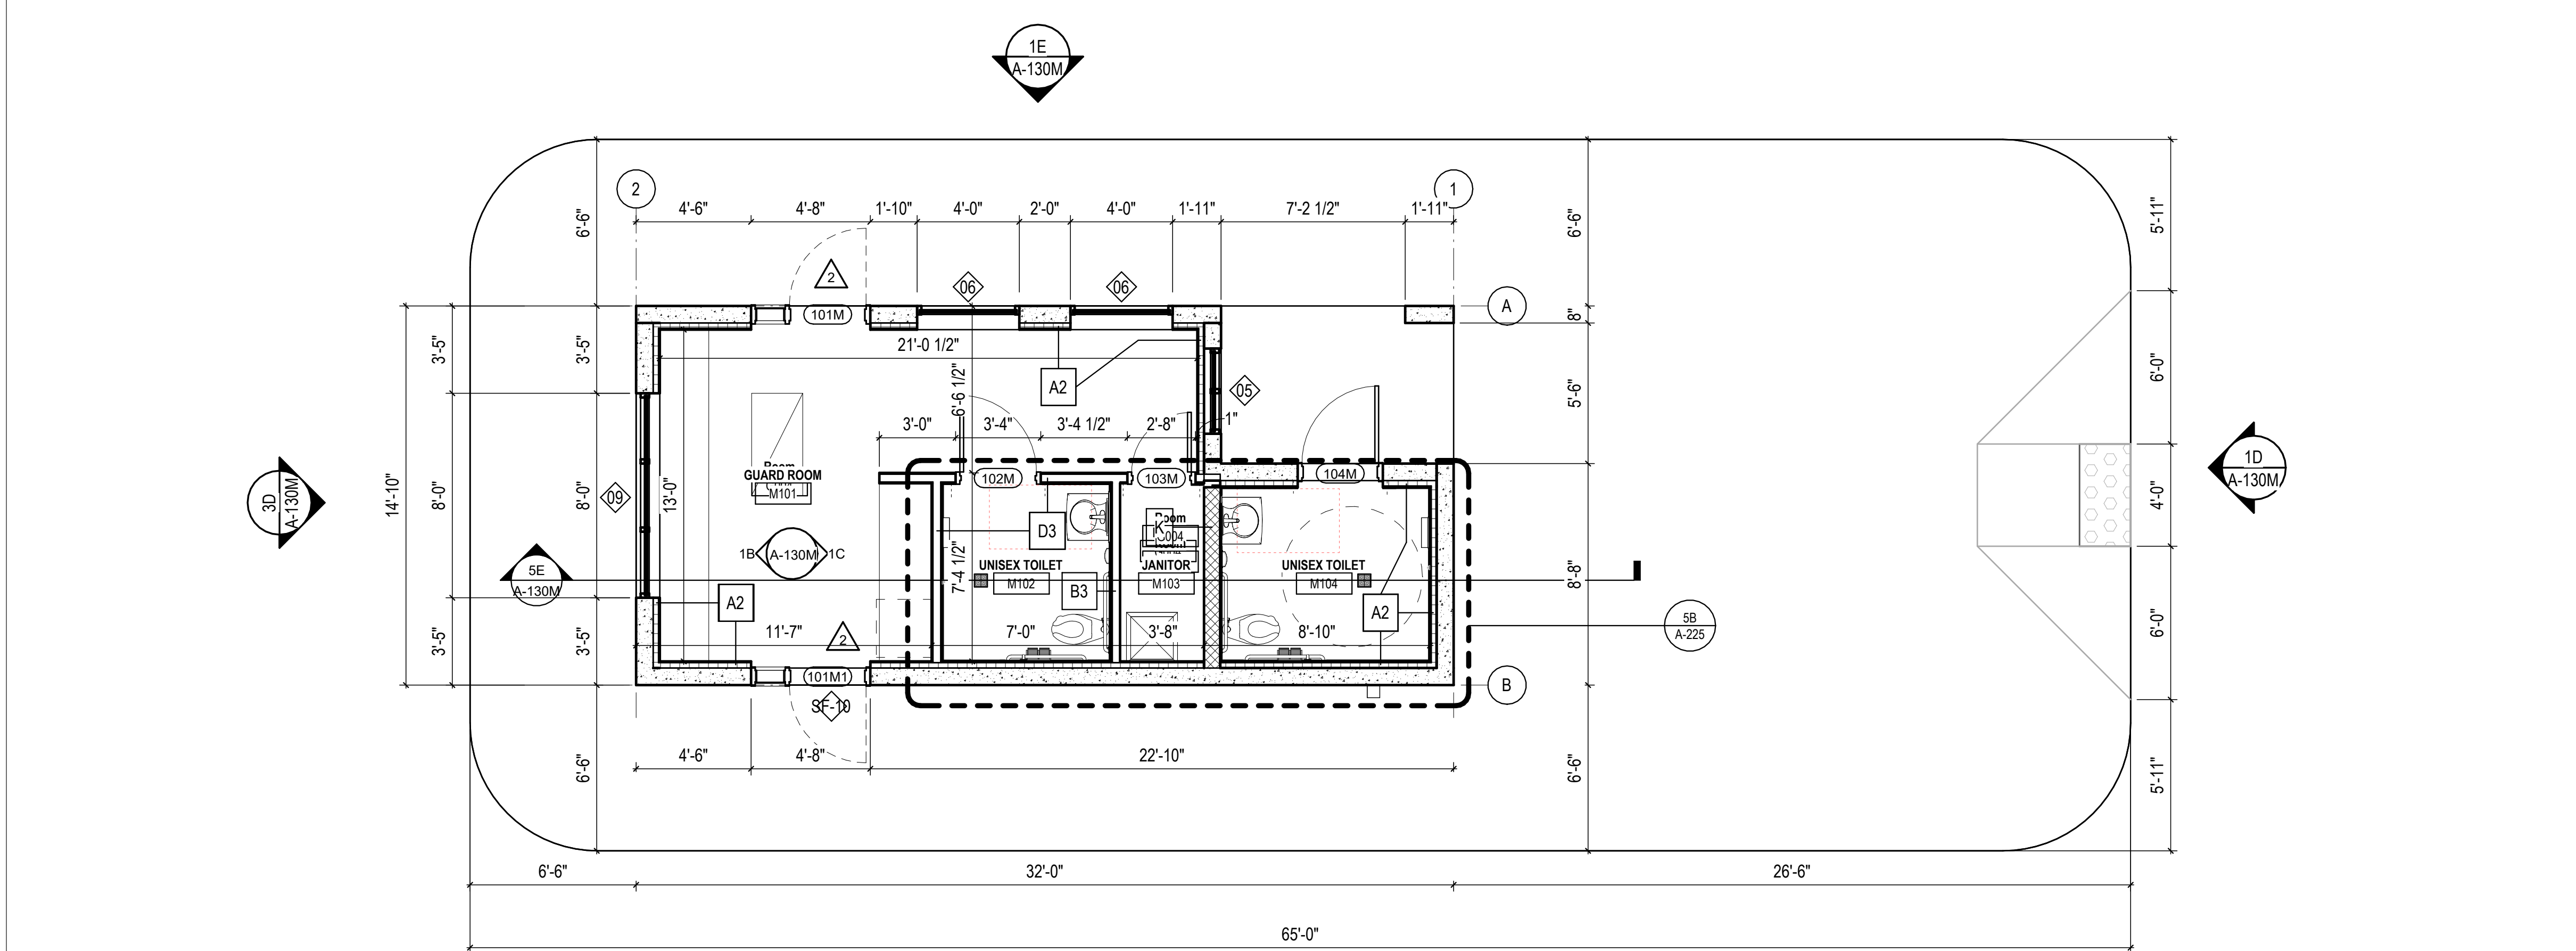 1E
A-130M
2
1
4'-6"
4'-8"
1'-10"
4'-0"
2'-0"
4'-0"
1'-11"
7'-2 1/2"
1'-11"
6'-6"
6'-6"
5'-11"
2
06
06
A
101M
8"
3'-5"
3'-5"
21'-0 1/2"
A2
6'-6 1/2"
05
5'-6"
6'-0"
3'-0"
3'-4"
3'-4 1/2"
2'-8"
1"
3D
A-130M
14'-10"
8'-0"
8'-0"
09
13'-0"
Room
GUARD ROOM
M101
102M
103M
104M
1D
A-130M
4'-0"
D3
K
Room
C004
1B
A-130M
1C
7'-4 1/2"
UNISEX TOILET
M102
JANITOR
M103
UNISEX TOILET
M104
5E
A-130M
8'-8"
A2
B3
A2
5B
A-225
3'-5"
3'-5"
11'-7"
2
7'-0"
3'-8"
8'-10"
6'-0"
101M1
B
SF-10
4'-6"
4'-8"
22'-10"
6'-6"
6'-6"
5'-11"
6'-6"
32'-0"
26'-6"
65'-0"